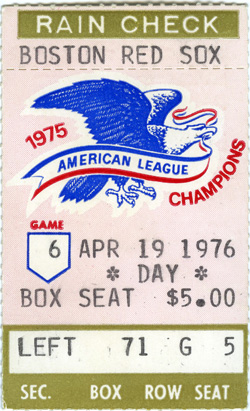 RAIN CHECK
BOSTON RED SOX
1975
AMERICAN LEAGUE
CHAMPIONS
GAME
6 APR 19 1976
* DAY *
BOX SEAT $5.00
LEFT 71 G 5
SEC. BOX ROW SEAT